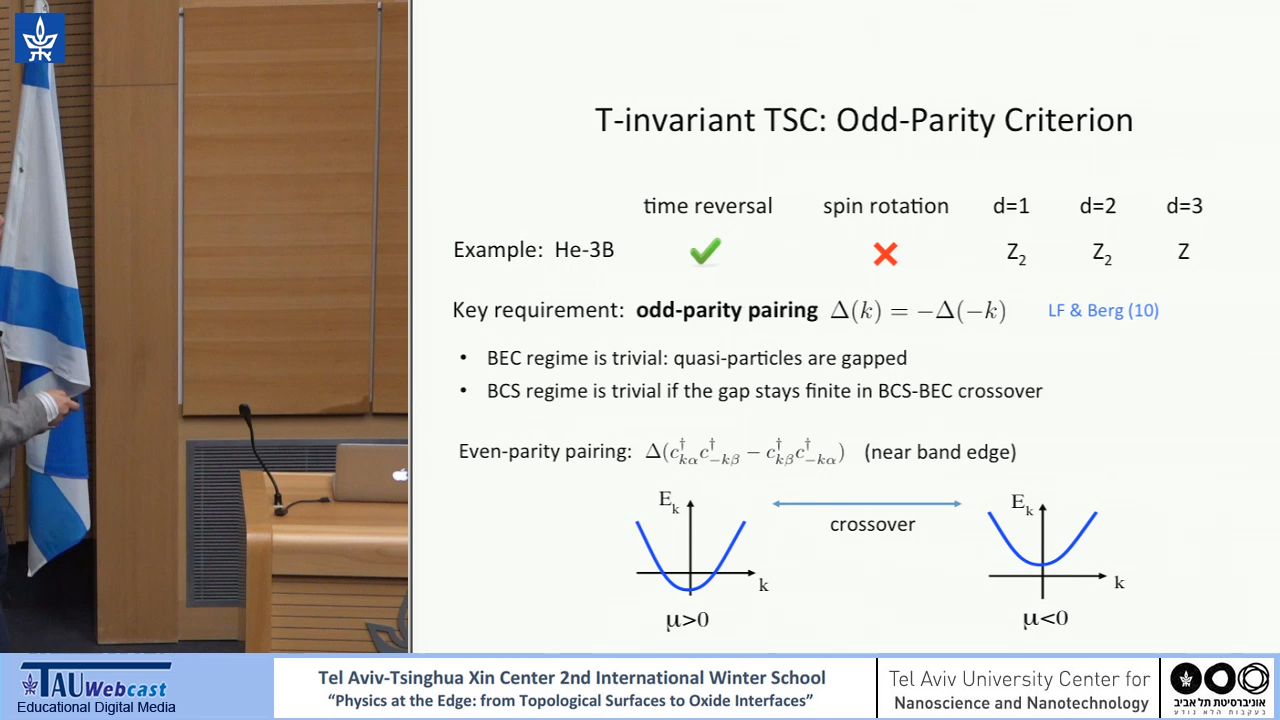 T-invariant TSC: Odd-Parity Criterion
time reversal spin rotation d=1 d=2 d=3
Example: He-3B Z₂ Z₂ Z
Key requirement: odd-parity pairing Δ(k) = −Δ(−k) LF & Berg (10)
• BEC regime is trivial: quasi-particles are gapped
• BCS regime is trivial if the gap stays finite in BCS-BEC crossover
Even-parity pairing: Δ(c†kα c†−kβ − c†kβ c†−kα) (near band edge)
Ek Ek
crossover
k k
μ>0 μ<0
TAU Webcast
Educational Digital Media
Tel Aviv-Tsinghua Xin Center 2nd International Winter School
“Physics at the Edge: from Topological Surfaces to Oxide Interfaces”
Tel Aviv University Center for
Nanoscience and Nanotechnology
אוניברסיטת תל אביב